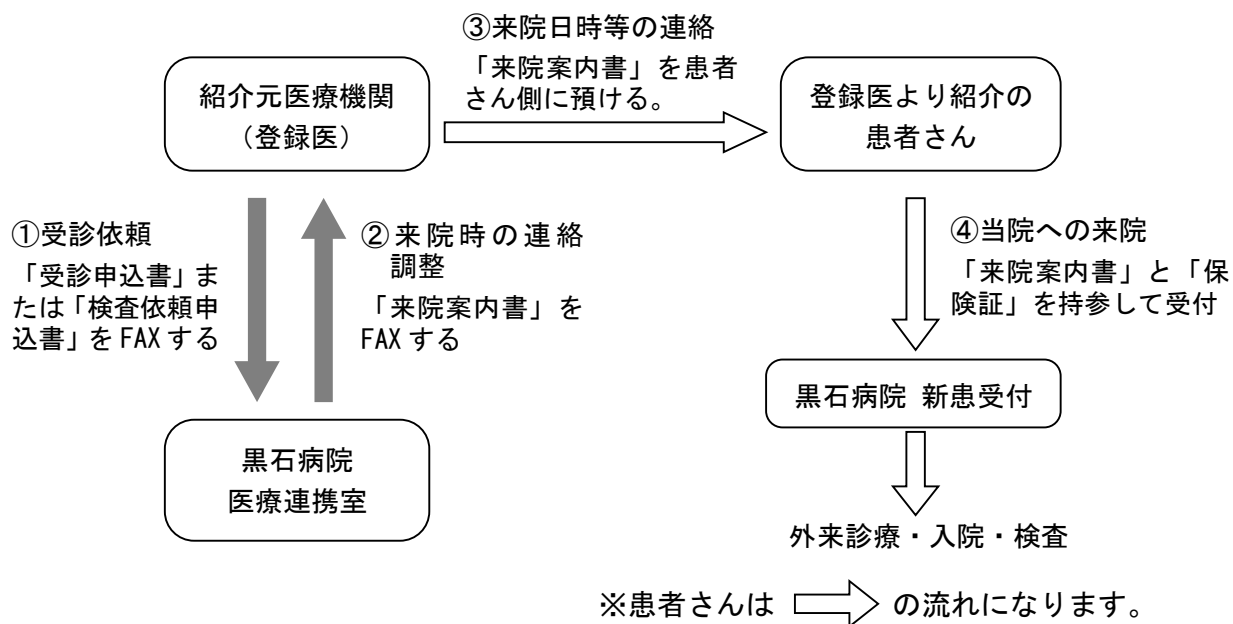 ③来院日時等の連絡
「来院案内書」を患者
さん側に預ける。
紹介元医療機関
(登録医)
登録医より紹介の
患者さん
①受診依頼
「受診申込書」ま
たは「検査依頼申
込書」を FAX する
②来院時の連絡
調整
「来院案内書」を
FAX する
④当院への来院
「来院案内書」と「保
険証」を持参して受付
黒石病院 新患受付
黒石病院
医療連携室
外来診療・入院・検査
※患者さんは の流れになります。